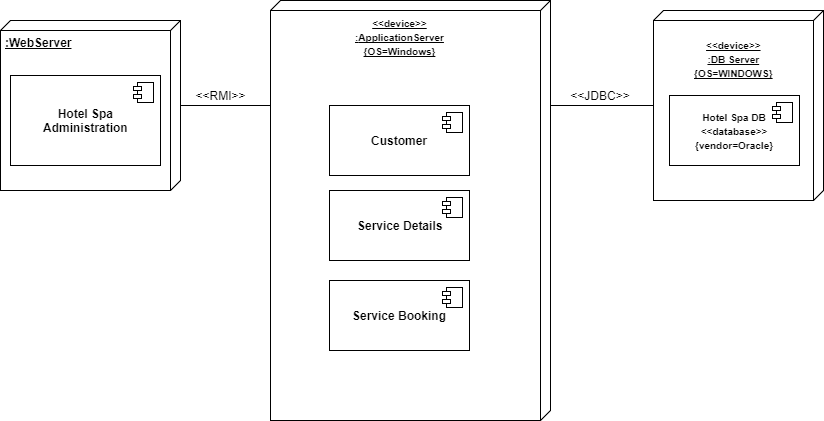 :WebServer
Hotel Spa
Administration
<<RMI>>
<<device>>
:ApplicationServer
{OS=Windows}
Customer
Service Details
Service Booking
<<JDBC>>
<<device>>
:DB Server
{OS=WINDOWS}
Hotel Spa DB
<<database>>
{vendor=Oracle}